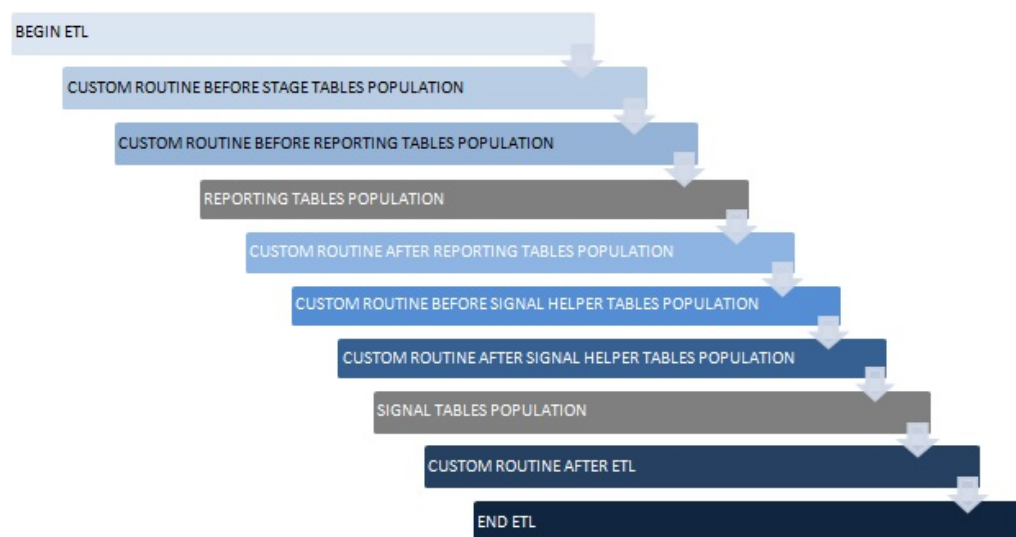 BEGIN ETL
CUSTOM ROUTINE BEFORE STAGE TABLES POPULATION
CUSTOM ROUTINE BEFORE REPORTING TABLES POPULATION
REPORTING TABLES POPULATION
CUSTOM ROUTINE AFTER REPORTING TABLES POPULATION
CUSTOM ROUTINE BEFORE SIGNAL HELPER TABLES POPULATION
CUSTOM ROUTINE AFTER SIGNAL HELPER TABLES POPULATION
SIGNAL TABLES POPULATION
CUSTOM ROUTINE AFTER ETL
END ETL